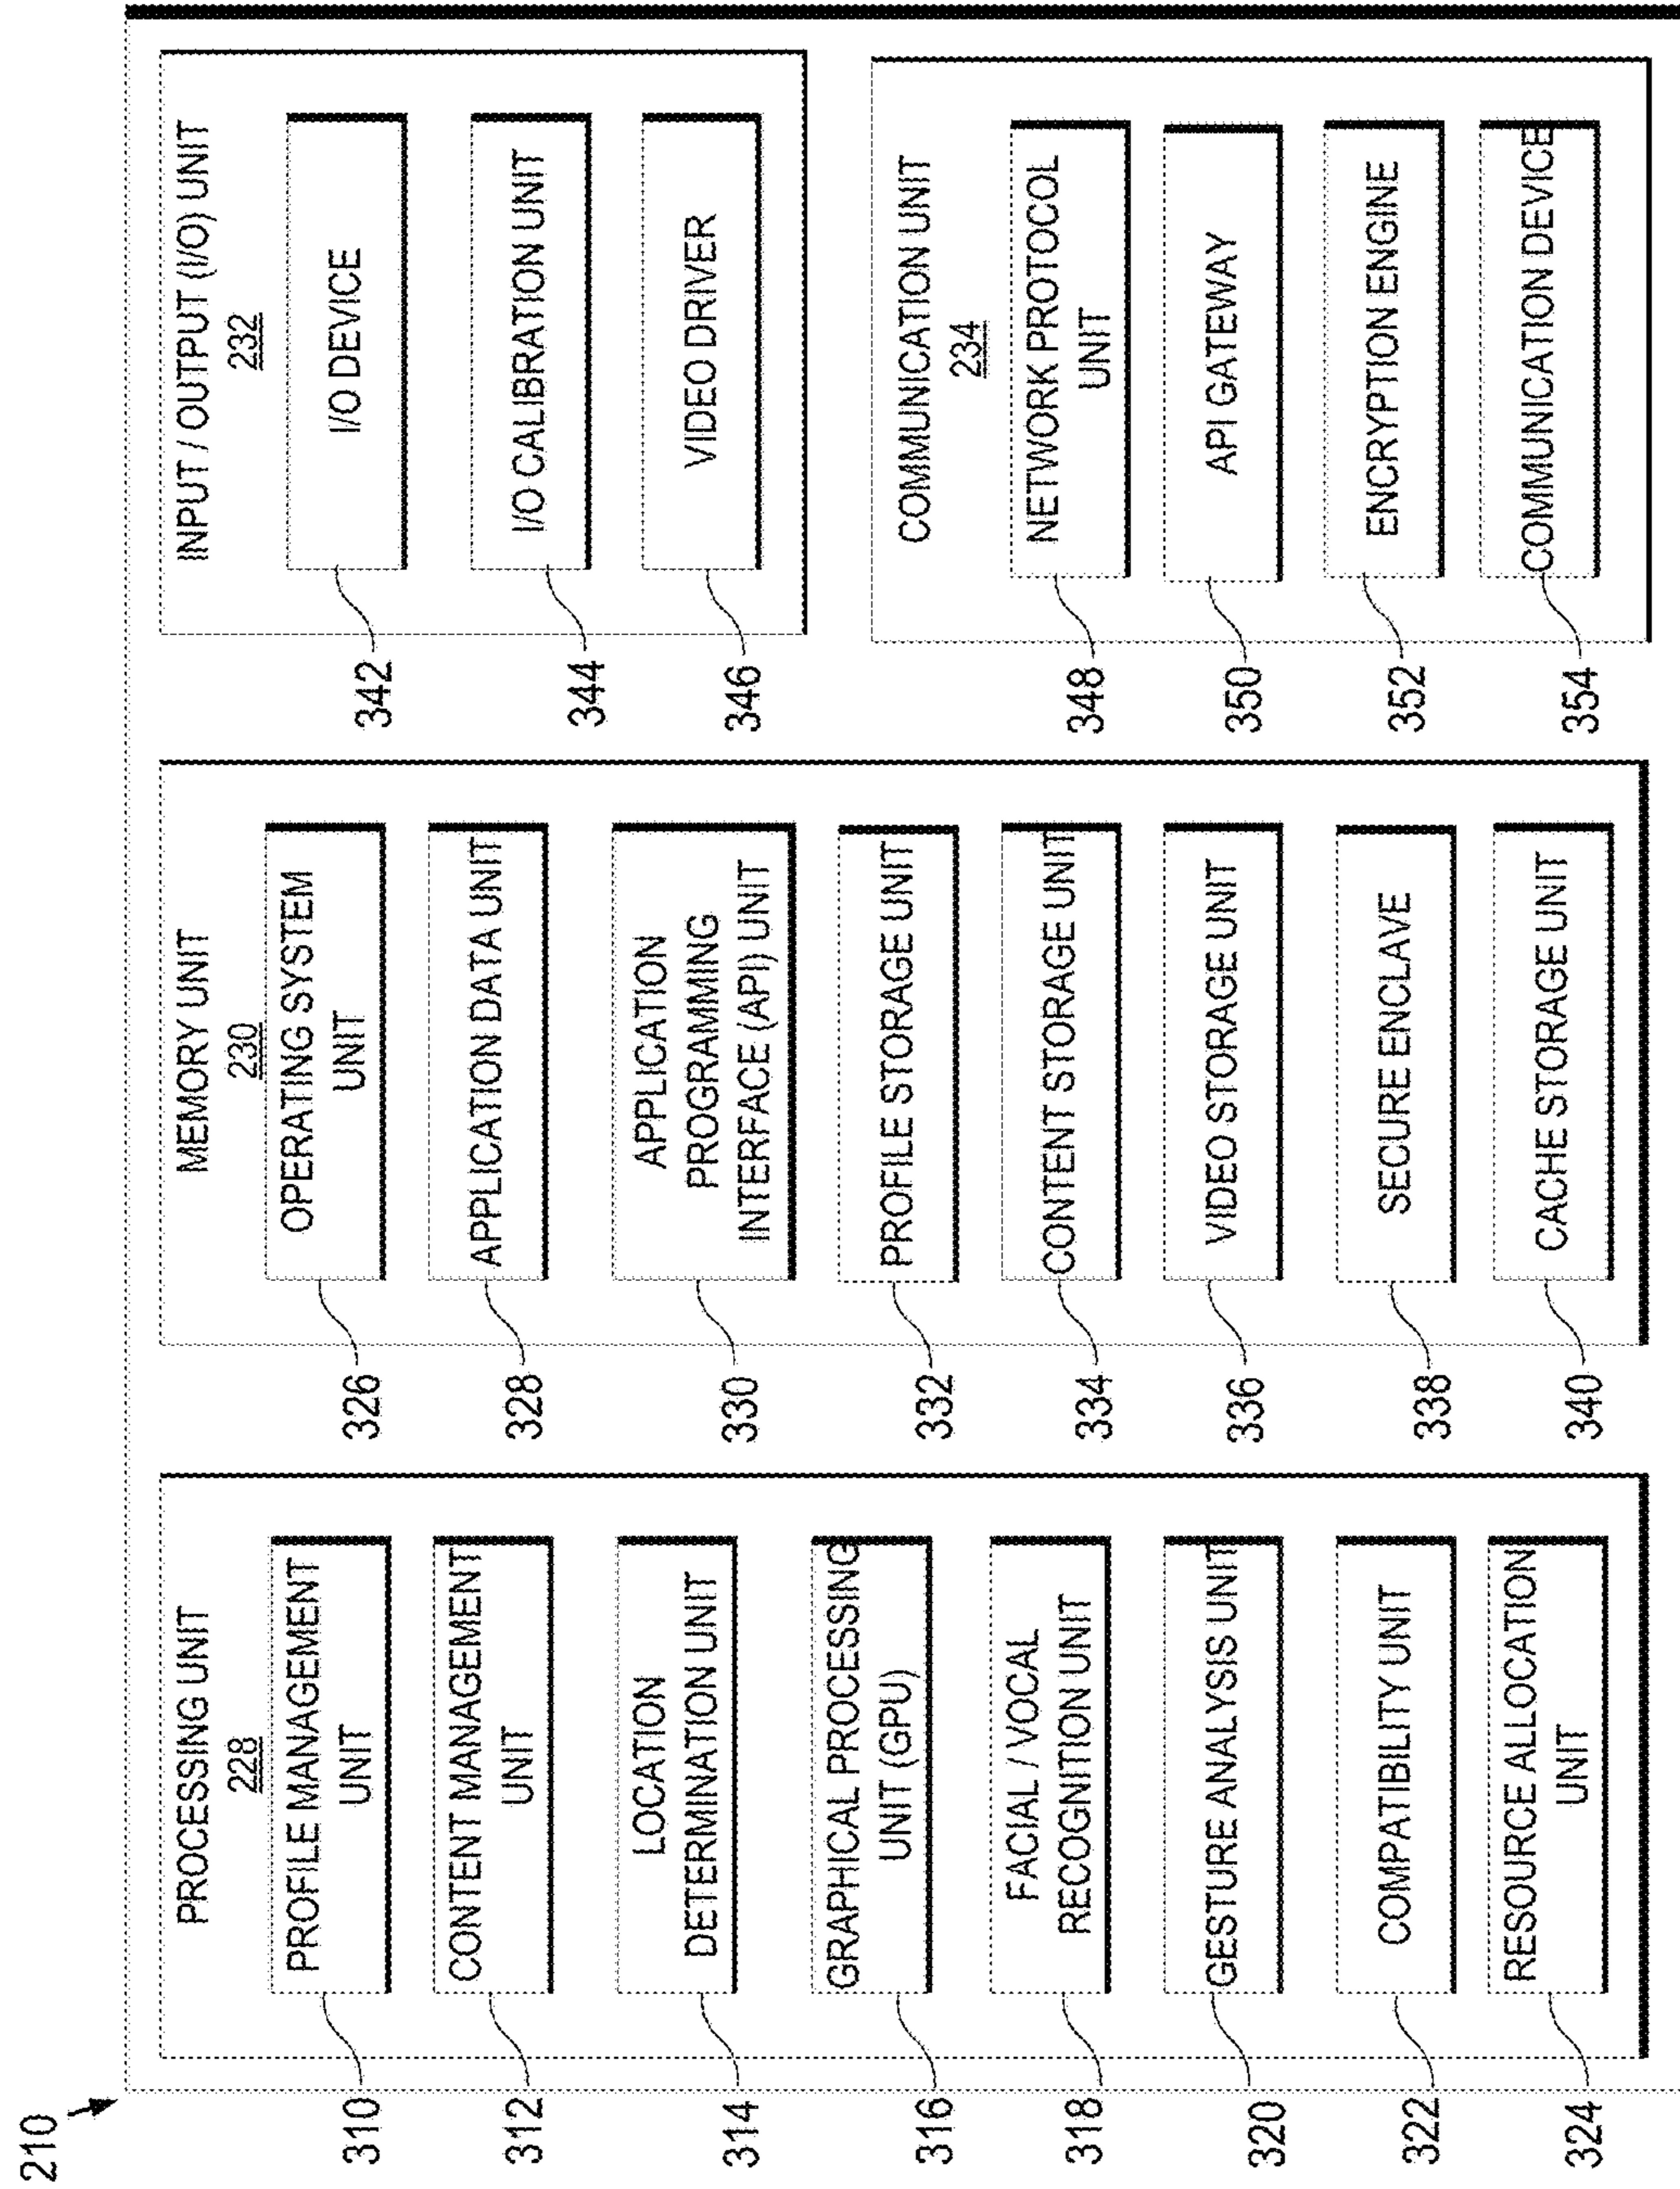 210
PROCESSING UNIT
228
310
PROFILE MANAGEMENT
UNIT
312
CONTENT MANAGEMENT
UNIT
314
LOCATION
DETERMINATION UNIT
316
GRAPHICAL PROCESSING
UNIT (GPU)
318
FACIAL / VOCAL
RECOGNITION UNIT
320
GESTURE ANALYSIS UNIT
322
COMPATIBILITY UNIT
324
RESOURCE ALLOCATION
UNIT
MEMORY UNIT
230
326
OPERATING SYSTEM
UNIT
328
APPLICATION DATA UNIT
330
APPLICATION
PROGRAMMING
INTERFACE (API) UNIT
332
PROFILE STORAGE UNIT
334
CONTENT STORAGE UNIT
336
VIDEO STORAGE UNIT
338
SECURE ENCLAVE
340
CACHE STORAGE UNIT
INPUT / OUTPUT (I/O) UNIT
232
342
I/O DEVICE
344
I/O CALIBRATION UNIT
346
VIDEO DRIVER
COMMUNICATION UNIT
234
348
NETWORK PROTOCOL
UNIT
350
API GATEWAY
352
ENCRYPTION ENGINE
354
COMMUNICATION DEVICE